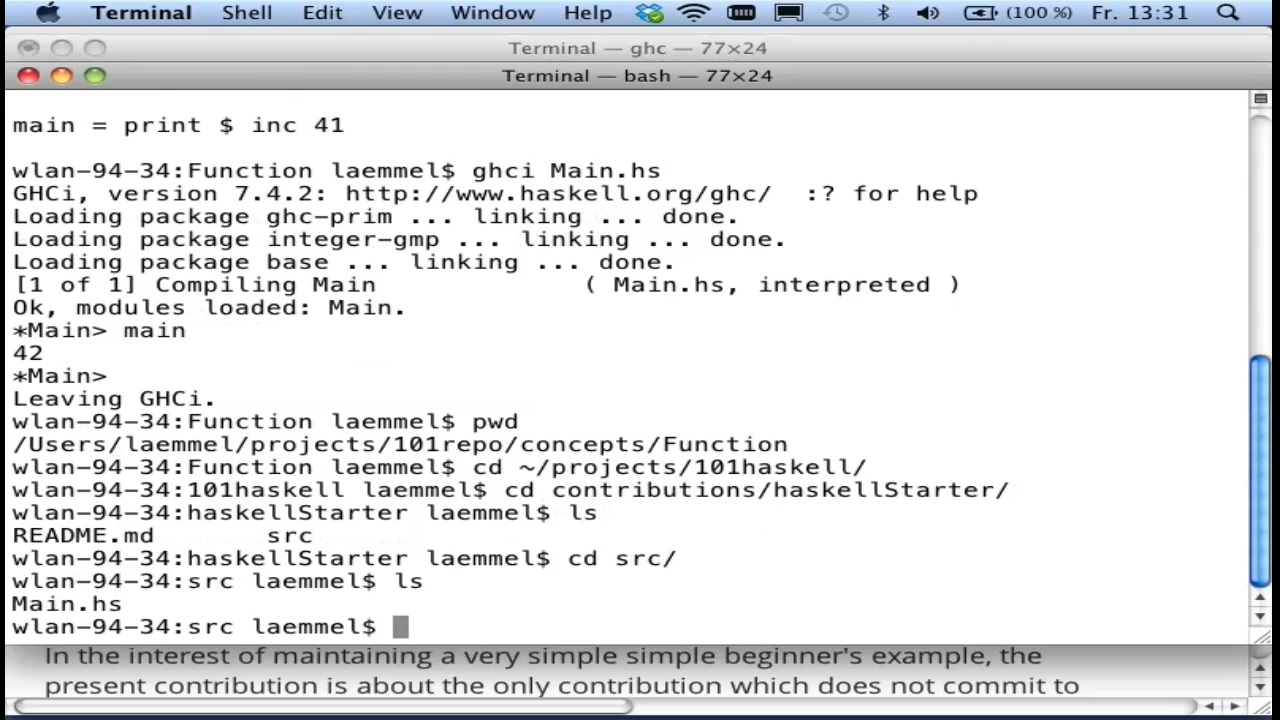 Terminal Shell Edit View Window Help (100 %) Fr. 13:31
Terminal — ghc — 77×24
Terminal — bash — 77×24
main = print $ inc 41
wlan-94-34:Function laemmel$ ghci Main.hs
GHCi, version 7.4.2: http://www.haskell.org/ghc/  :? for help
Loading package ghc-prim ... linking ... done.
Loading package integer-gmp ... linking ... done.
Loading package base ... linking ... done.
[1 of 1] Compiling Main             ( Main.hs, interpreted )
Ok, modules loaded: Main.
*Main> main
42
*Main>
Leaving GHCi.
wlan-94-34:Function laemmel$ pwd
/Users/laemmel/projects/101repo/concepts/Function
wlan-94-34:Function laemmel$ cd ~/projects/101haskell/
wlan-94-34:101haskell laemmel$ cd contributions/haskellStarter/
wlan-94-34:haskellStarter laemmel$ ls
README.md       src
wlan-94-34:haskellStarter laemmel$ cd src/
wlan-94-34:src laemmel$ ls
Main.hs
wlan-94-34:src laemmel$
In the interest of maintaining a very simple simple beginner's example, the
present contribution is about the only contribution which does not commit to